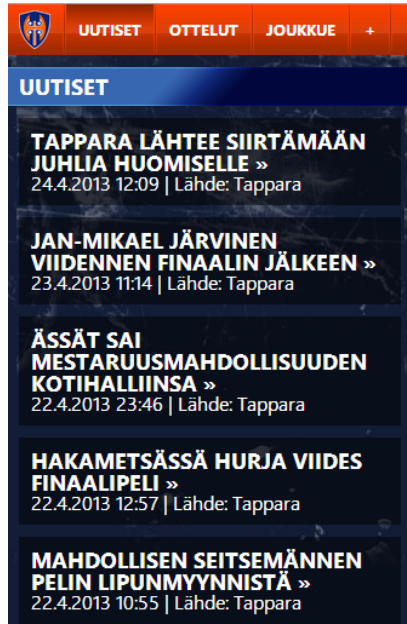 UUTISET OTTELUT JOUKKUE +
UUTISET
TAPPARA LÄHTEE SIIRTÄMÄÄN
JUHLIA HUOMISELLE »
24.4.2013 12:09 | Lähde: Tappara
JAN-MIKAEL JÄRVINEN
VIIDENNEN FINAALIN JÄLKEEN »
23.4.2013 11:14 | Lähde: Tappara
ÄSSÄT SAI
MESTARUUSMAHDOLLISUUDEN
KOTIHALLIINSA »
22.4.2013 23:46 | Lähde: Tappara
HAKAMETSÄSSÄ HURJA VIIDES
FINAALIPELI »
22.4.2013 12:57 | Lähde: Tappara
MAHDOLLISEN SEITSEMÄNNEN
PELIN LIPUNMYYNNISTÄ »
22.4.2013 10:55 | Lähde: Tappara